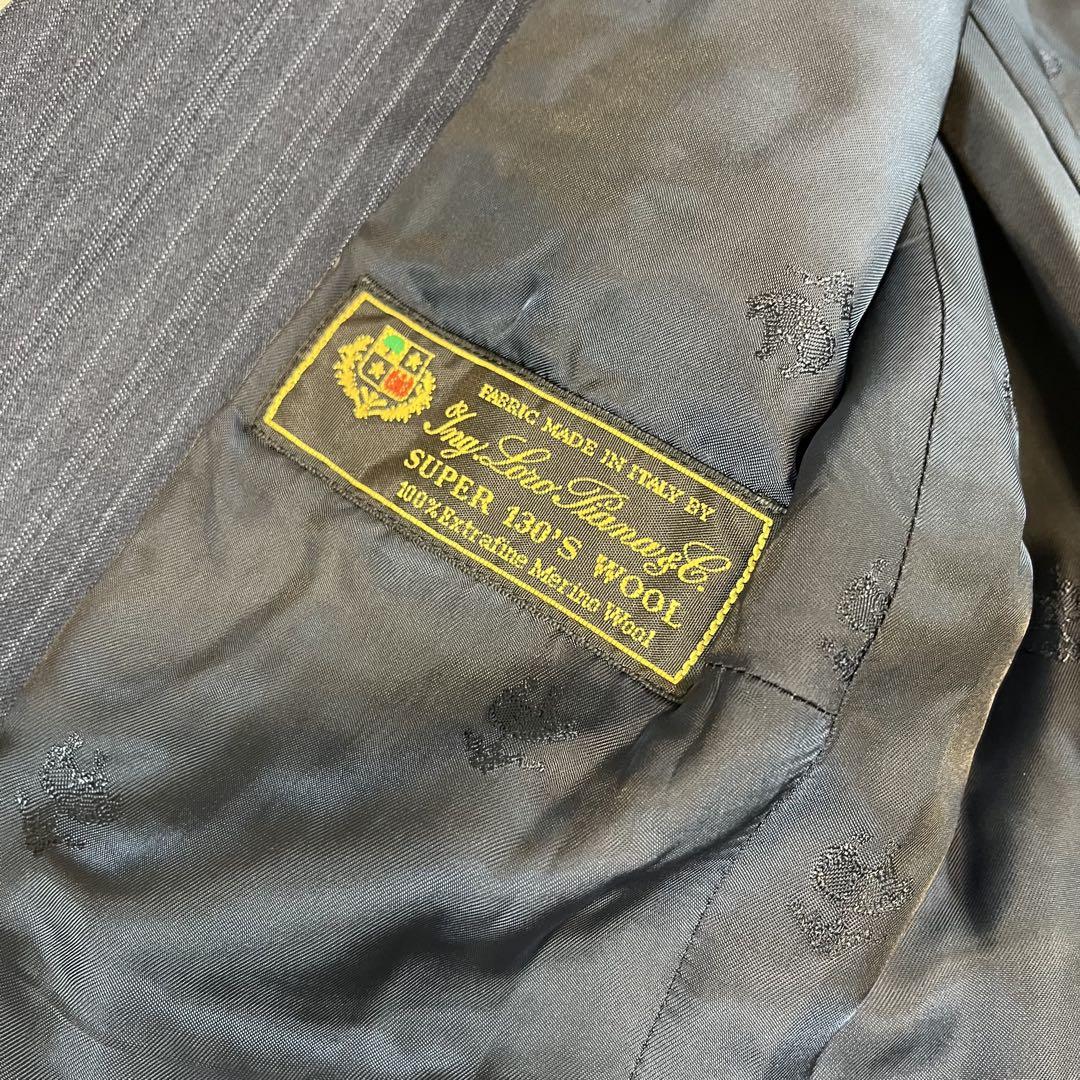 FABRIC MADE IN ITALY BY
Ing. Loro Piana & C.
SUPER 130'S WOOL
100% Extrafine Merino Wool